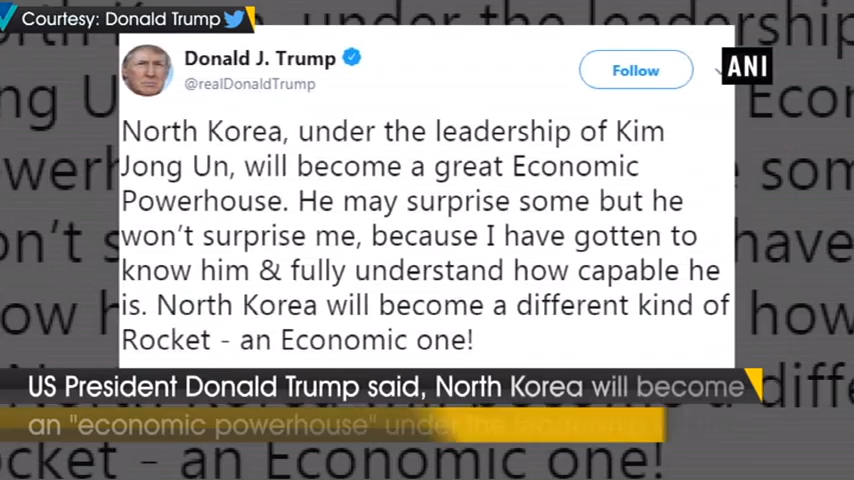 Courtesy: Donald Trump
ANI
Donald J. Trump
@realDonaldTrump
Follow
North Korea, under the leadership of Kim
Jong Un, will become a great Economic
Powerhouse. He may surprise some but he
won't surprise me, because I have gotten to
know him & fully understand how capable he
is. North Korea will become a different kind of
Rocket - an Economic one!
US President Donald Trump said, North Korea will become
an "economic powerhouse" under the